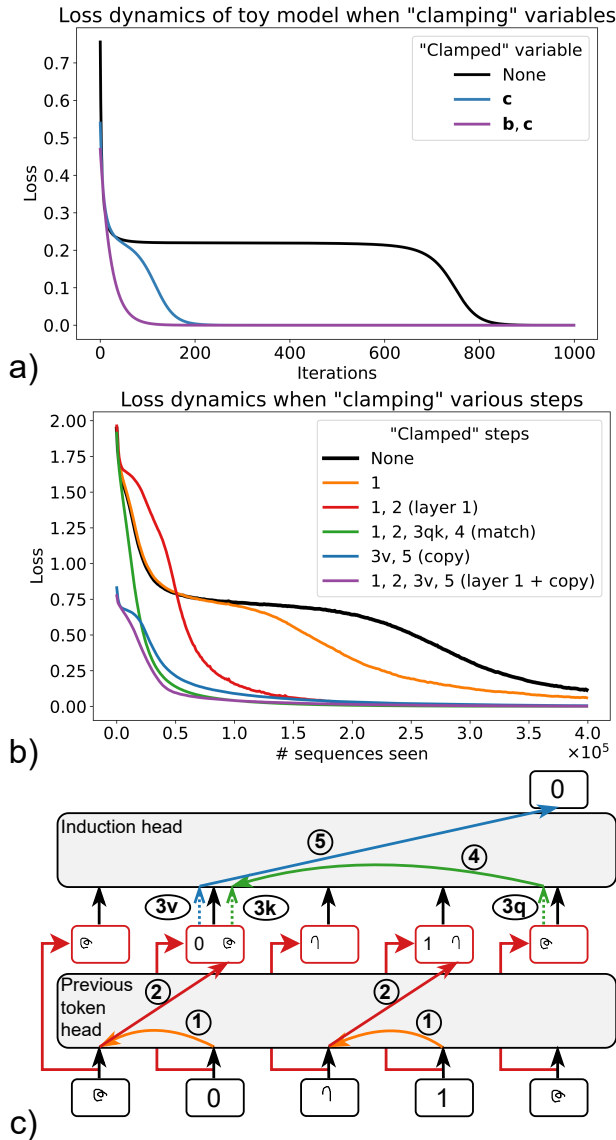 Loss dynamics of toy model when "clamping" variables
"Clamped" variable
None
c
b, c
Loss
0.7
0.6
0.5
0.4
0.3
0.2
0.1
0.0
0 200 400 600 800 1000
Iterations
a)
Loss dynamics when "clamping" various steps
"Clamped" steps
None
1
1, 2 (layer 1)
1, 2, 3qk, 4 (match)
3v, 5 (copy)
1, 2, 3v, 5 (layer 1 + copy)
Loss
2.00
1.75
1.50
1.25
1.00
0.75
0.50
0.25
0.00
0.0 0.5 1.0 1.5 2.0 2.5 3.0 3.5 4.0
# sequences seen
×10⁵
b)
0
Induction head
5
4
3v 3k 3q
0 1
Previous
token
head
2 2
1 1
0 1
c)